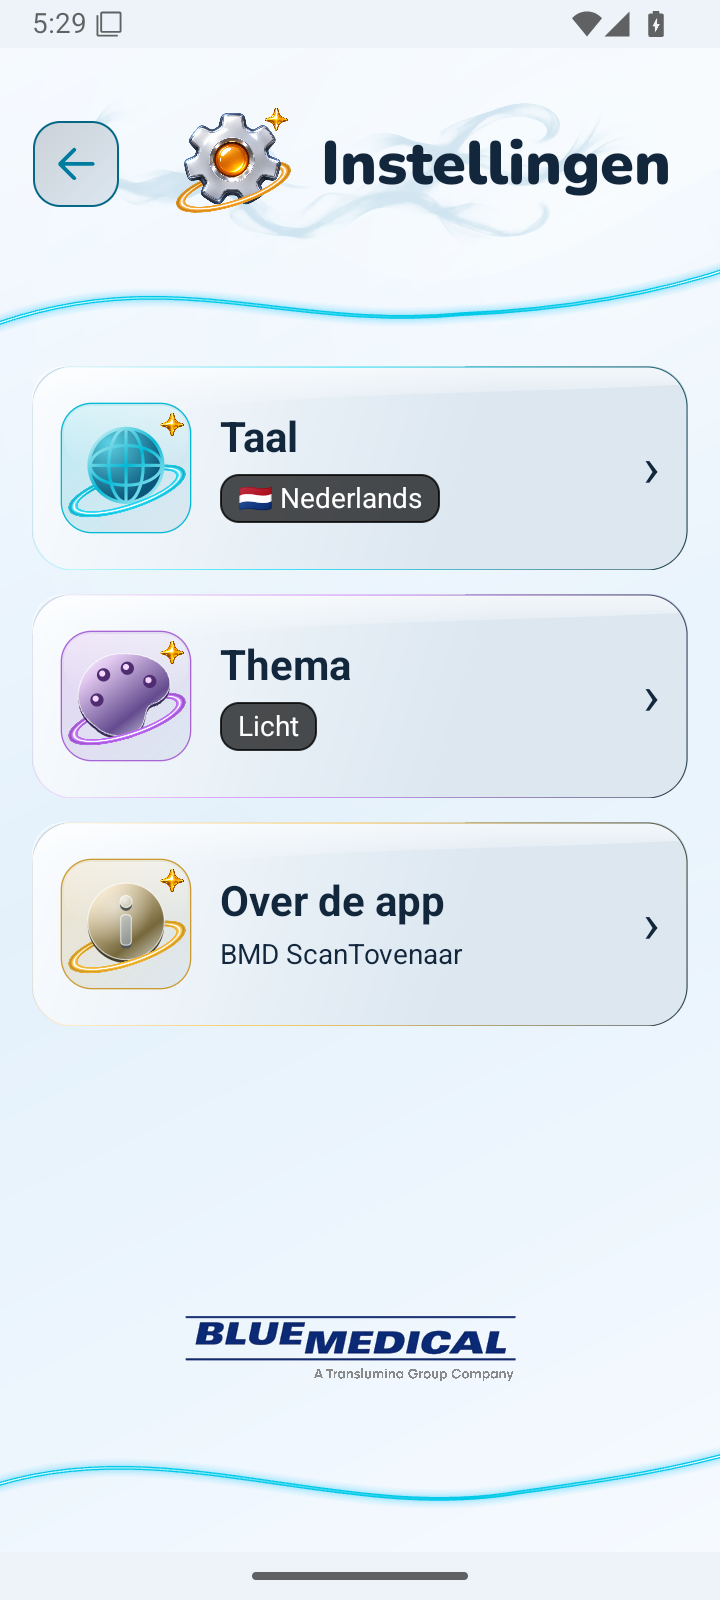 5:29
Instellingen
Taal
🇳🇱 Nederlands
Thema
Licht
Over de app
BMD ScanTovenaar
BLUEMEDICAL
A Translumina Group Company